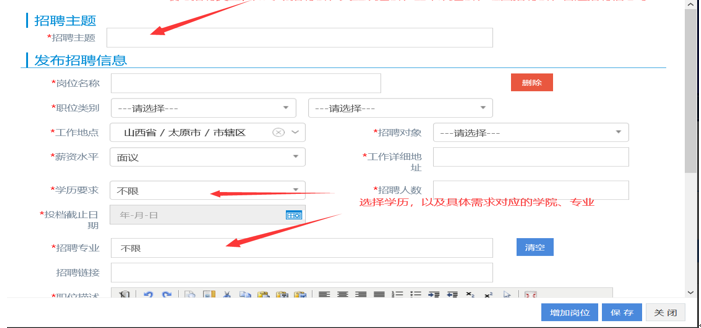 招聘主题
*招聘主题
发布招聘信息
*岗位名称 删除
*职位类别 ---请选择--- ---请选择---
*工作地点 山西省 / 太原市 / 市辖区 *招聘对象 ---请选择---
*薪资水平 面议 *工作详细地址
*学历要求 不限 *招聘人数
选择学历，以及具体需求对应的学院、专业
*投档截止日期 年-月-日
*招聘专业 不限 清空
招聘链接
*职位描述
增加岗位 保存 关闭